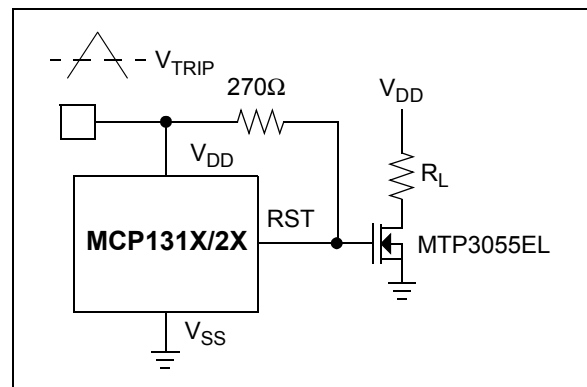 V_TRIP
270Ω
V_DD
V_DD
R_L
RST
MCP131X/2X
MTP3055EL
V_SS